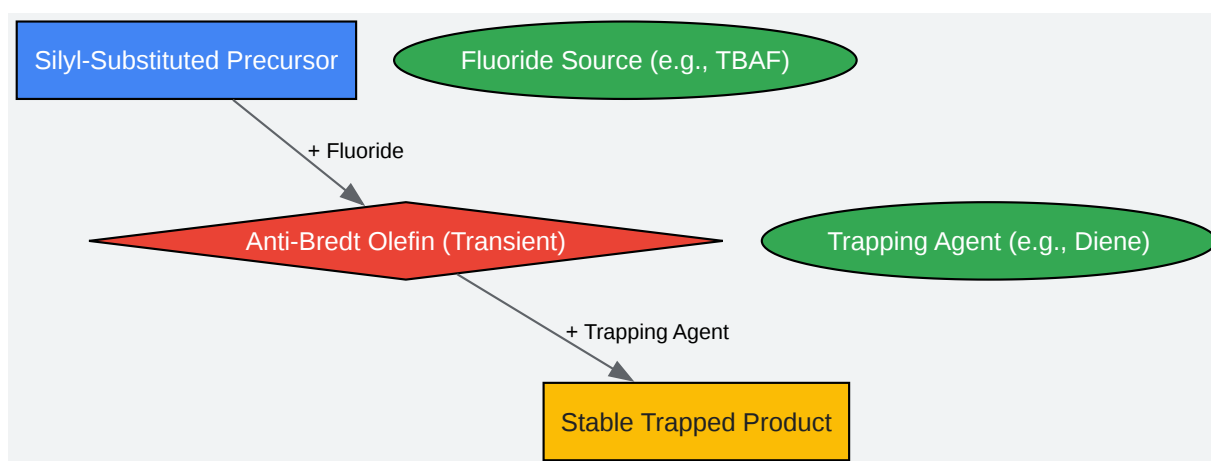 Silyl-Substituted Precursor
Fluoride Source (e.g., TBAF)
+ Fluoride
Anti-Bredt Olefin (Transient)
Trapping Agent (e.g., Diene)
+ Trapping Agent
Stable Trapped Product